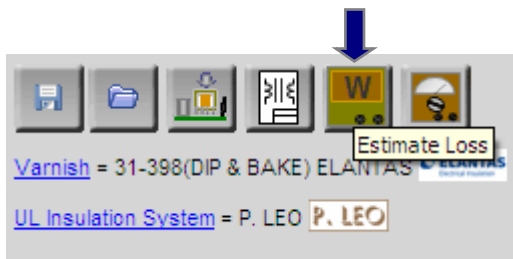 W
Estimate Loss
Varnish = 31-398(DIP & BAKE) ELANTAS ELANTAS
Electrical Insulation
UL Insulation System = P. LEO P. LEO